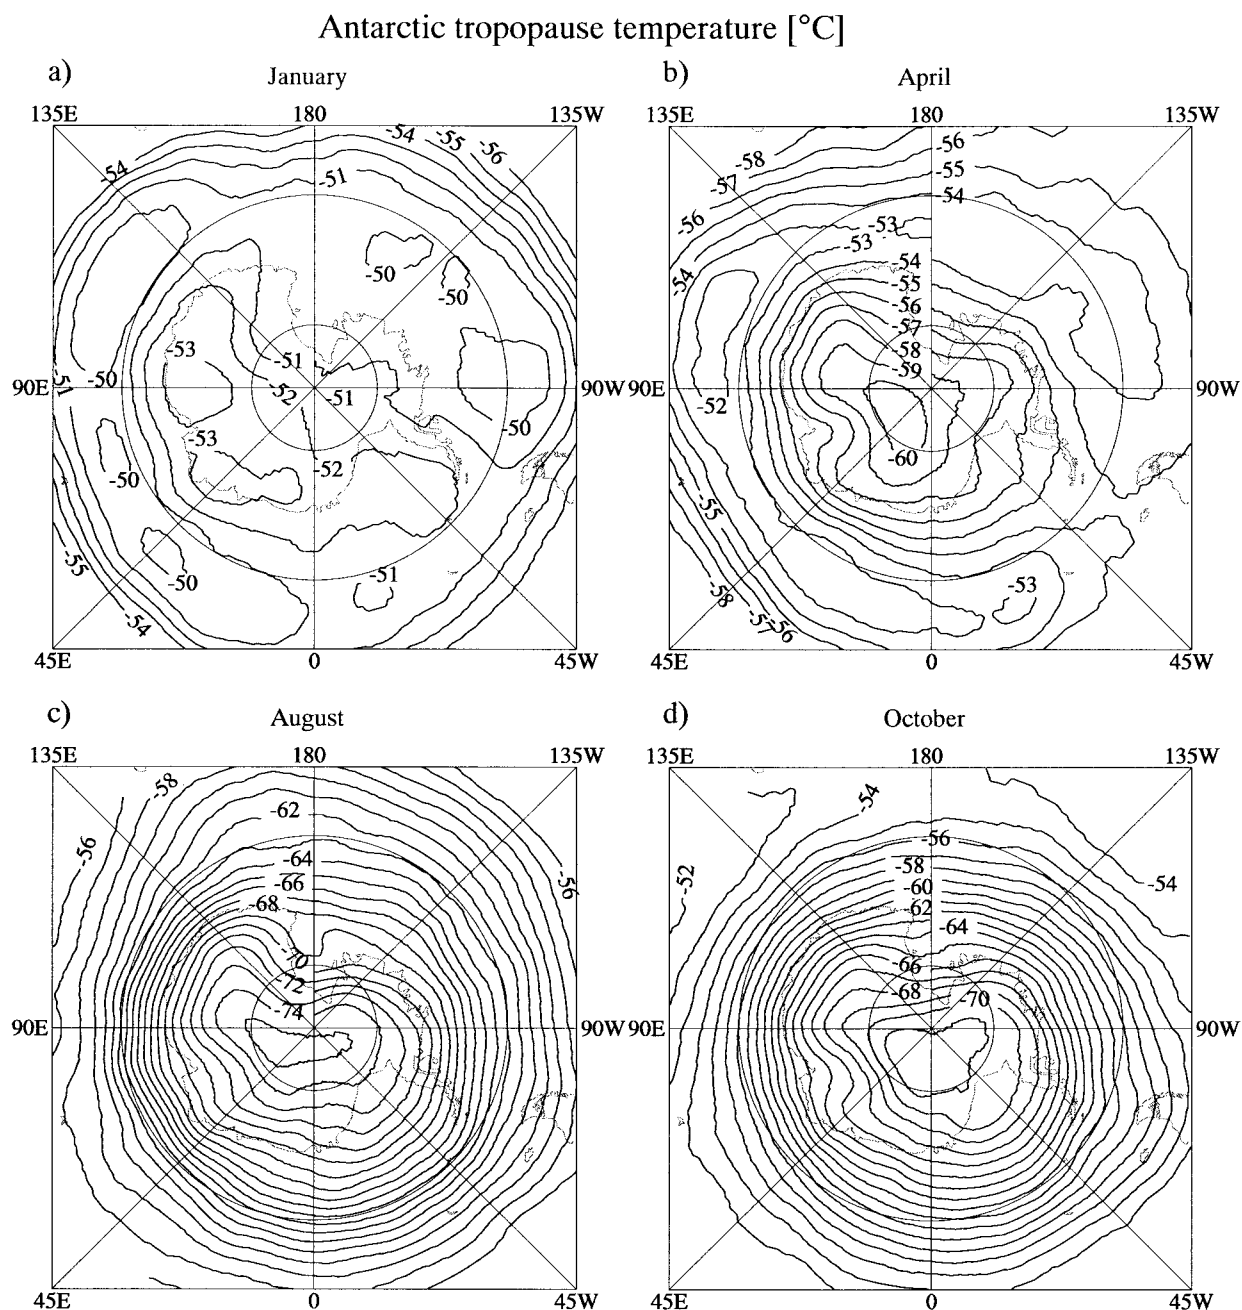 Antarctic tropopause temperature [°C]
a)
January
135E
180
135W
-54
-55
-56
-54
-51
-50
-50
-53
-51
-51
90E
-50
-52
-51
90W
-50
-53
-50
-52
-55
-50
-51
-54
45E
0
45W
b)
April
135E
180
135W
-58
-56
-57
-55
-56
-54
-53
-53
-54
-54
-55
-56
-57
-58
-59
90E
-52
90W
-60
-55
-58
-53
-57
-56
45E
0
45W
c)
August
135E
180
135W
-58
-62
-56
-64
-66
-56
-68
-70
-72
-74
90E
90W
45E
0
45W
d)
October
135E
180
135W
-54
-56
-58
-52
-60
-54
-62
-64
-66
-68
-70
90E
90W
45E
0
45W